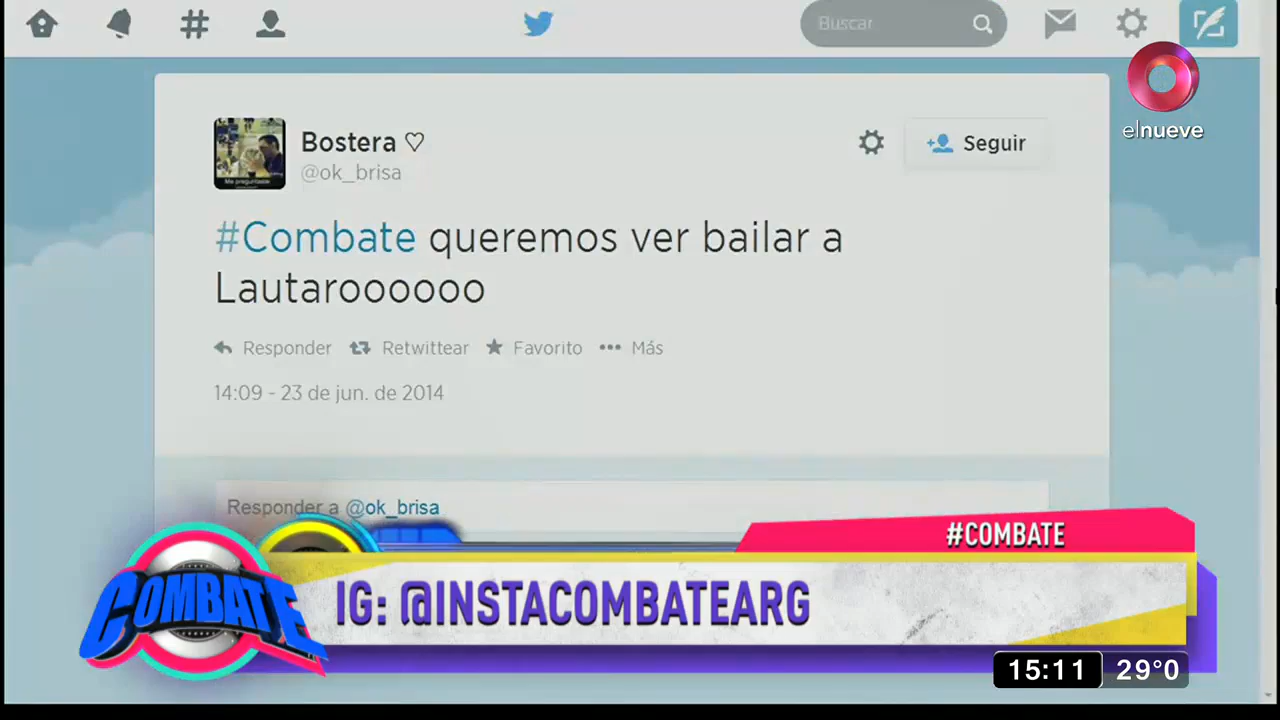 Buscar
elnueve
Bostera ♡
@ok_brisa
Seguir
#Combate queremos ver bailar a
Lautaroooooo
Responder Retwittear Favorito Más
14:09 - 23 de jun. de 2014
Responder a @ok_brisa
#COMBATE
COMBATE
IG: @INSTACOMBATEARG
15:11 29°0